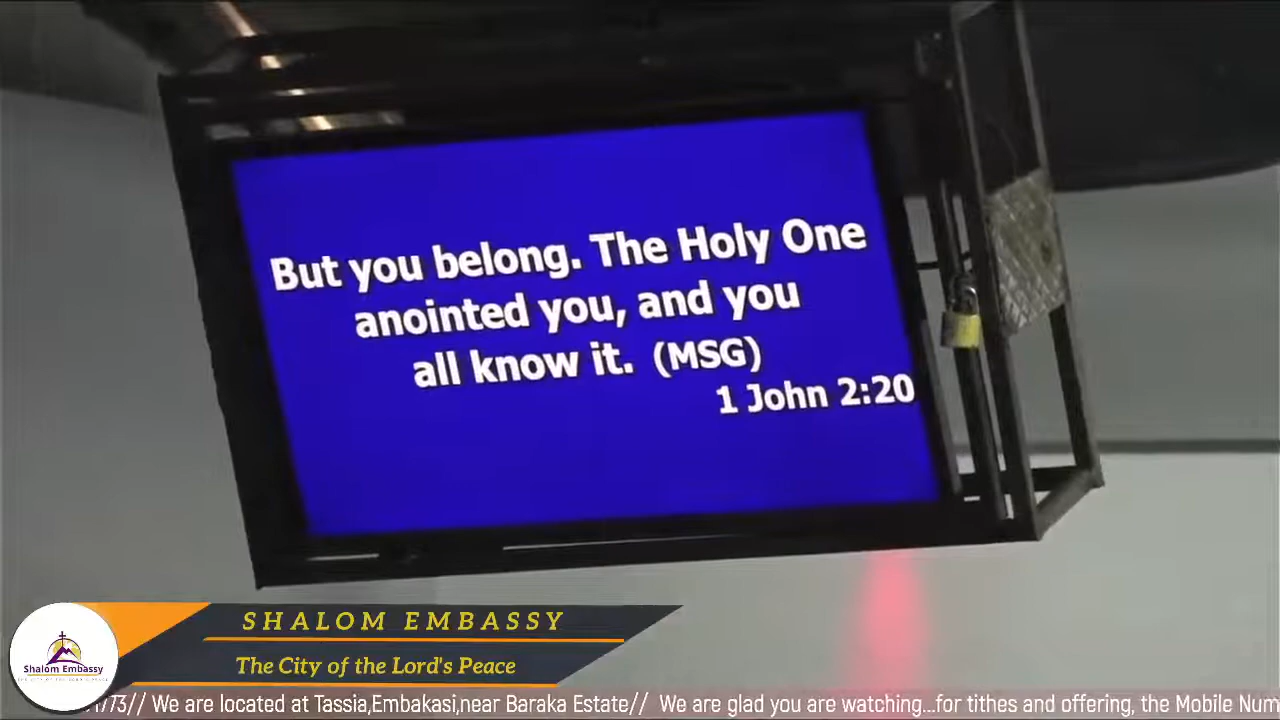 But you belong. The Holy One
anointed you, and you
all know it. (MSG)
1 John 2:20
SHALOM EMBASSY
The City of the Lord's Peace
Shalom Embassy
// We are located at Tassia,Embakasi,near Baraka Estate// We are glad you are watching...for tithes and offering, the Mobile Num